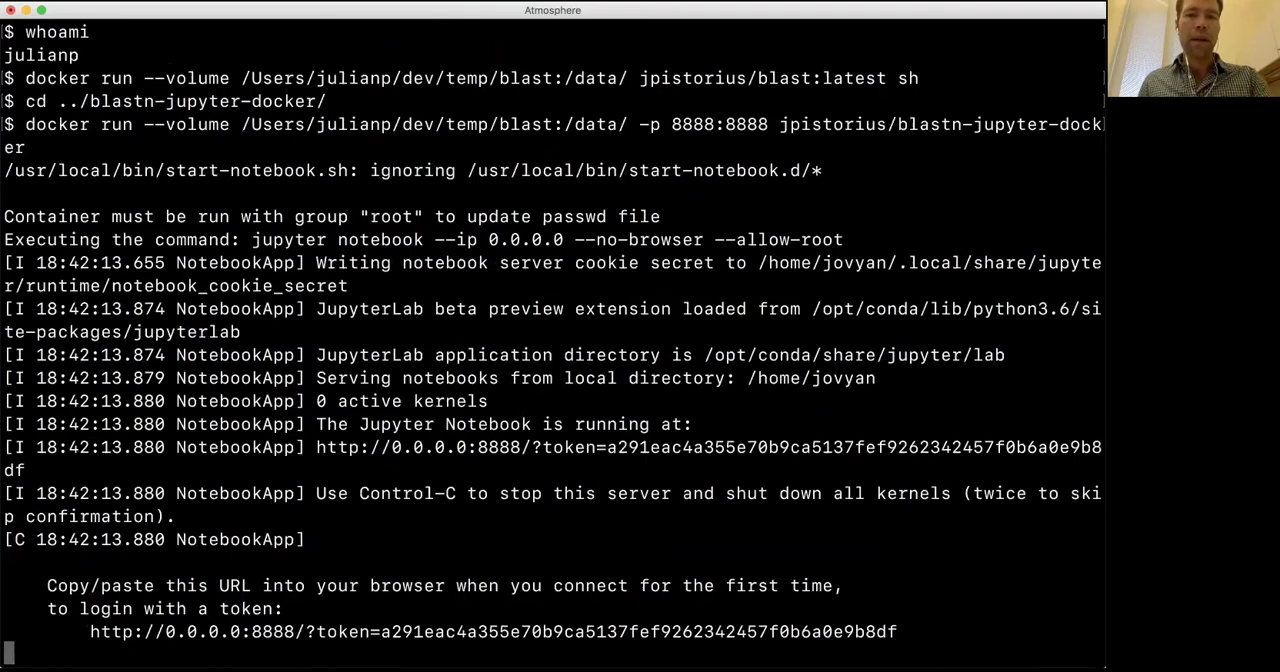 Atmosphere
$ whoami
julianp
$ docker run --volume /Users/julianp/dev/temp/blast:/data/ jpistorius/blast:latest sh
$ cd ../blastn-jupyter-docker/
$ docker run --volume /Users/julianp/dev/temp/blast:/data/ -p 8888:8888 jpistorius/blastn-jupyter-dock
er
/usr/local/bin/start-notebook.sh: ignoring /usr/local/bin/start-notebook.d/*
Container must be run with group "root" to update passwd file
Executing the command: jupyter notebook --ip 0.0.0.0 --no-browser --allow-root
[I 18:42:13.655 NotebookApp] Writing notebook server cookie secret to /home/jovyan/.local/share/jupyte
r/runtime/notebook_cookie_secret
[I 18:42:13.874 NotebookApp] JupyterLab beta preview extension loaded from /opt/conda/lib/python3.6/si
te-packages/jupyterlab
[I 18:42:13.874 NotebookApp] JupyterLab application directory is /opt/conda/share/jupyter/lab
[I 18:42:13.879 NotebookApp] Serving notebooks from local directory: /home/jovyan
[I 18:42:13.880 NotebookApp] 0 active kernels
[I 18:42:13.880 NotebookApp] The Jupyter Notebook is running at:
[I 18:42:13.880 NotebookApp] http://0.0.0.0:8888/?token=a291eac4a355e70b9ca5137fef9262342457f0b6a0e9b8
df
[I 18:42:13.880 NotebookApp] Use Control-C to stop this server and shut down all kernels (twice to ski
p confirmation).
[C 18:42:13.880 NotebookApp]
Copy/paste this URL into your browser when you connect for the first time,
to login with a token:
http://0.0.0.0:8888/?token=a291eac4a355e70b9ca5137fef9262342457f0b6a0e9b8df